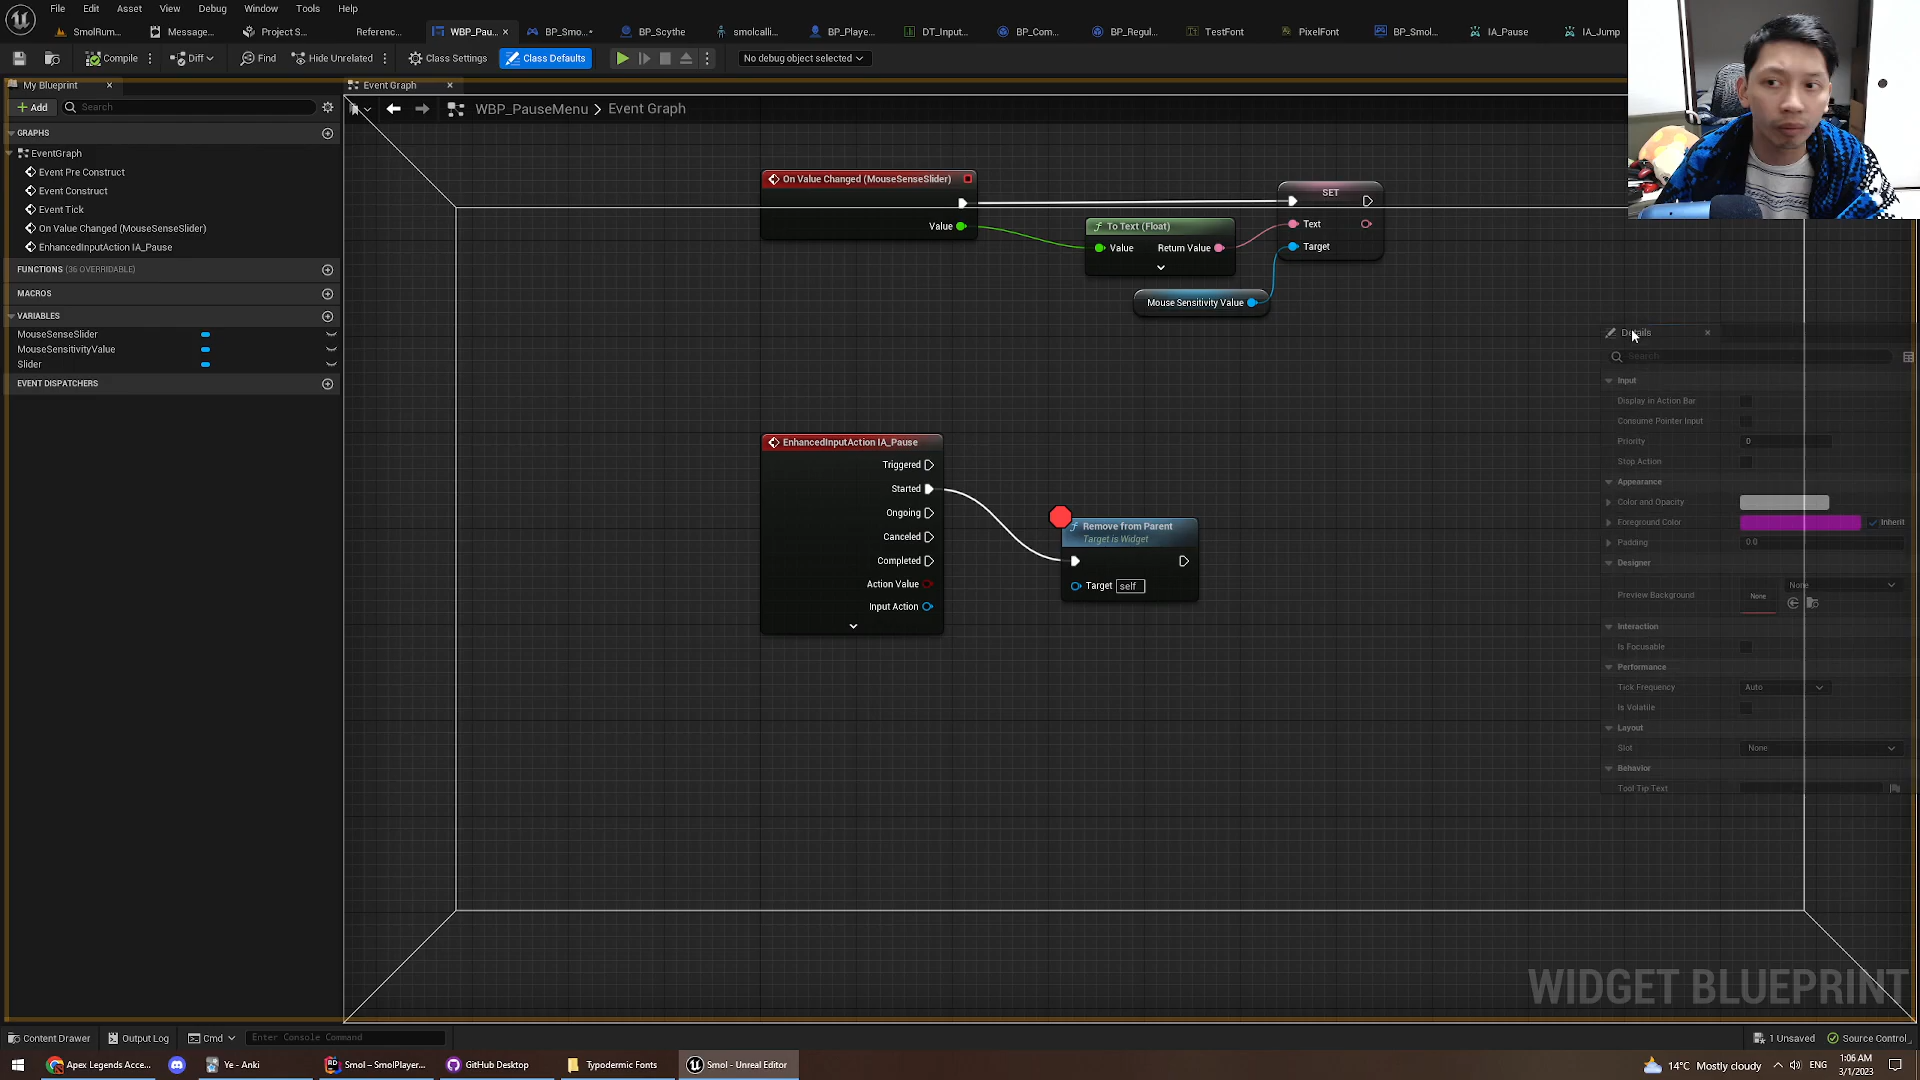 File Edit Asset View Debug Window Tools Help
SmolRum... Message... Project S... Referenc... WBP_Pau... BP_Smo...* BP_Scythe smolcalli... BP_Playe... DT_Input... BP_Com... BP_Regul... TestFont PixelFont BP_Smol... IA_Pause IA_Jump
Compile Diff Find Hide Unrelated Class Settings Class Defaults No debug object selected
My Blueprint
Event Graph
Add Search
WBP_PauseMenu > Event Graph
GRAPHS
EventGraph
Event Pre Construct
Event Construct
Event Tick
On Value Changed (MouseSenseSlider)
EnhancedInputAction IA_Pause
FUNCTIONS (36 OVERRIDABLE)
MACROS
VARIABLES
MouseSenseSlider
MouseSensitivityValue
Slider
EVENT DISPATCHERS
On Value Changed (MouseSenseSlider)
Value
f To Text (Float)
Value Return Value
SET
Text
Target
Mouse Sensitivity Value
EnhancedInputAction IA_Pause
Triggered
Started
Ongoing
Canceled
Completed
Action Value
Input Action
f Remove from Parent
Target is Widget
Target self
Details
Search
Input
Display in Action Bar
Consume Pointer Input
Priority 0
Stop Action
Appearance
Color and Opacity
Foreground Color Inherit
Padding 0.0
Designer
Preview Background None None
Interaction
Is Focusable
Performance
Tick Frequency Auto
Is Volatile
Layout
Slot None
Behavior
Tool Tip Text
WIDGET BLUEPRINT
Content Drawer Output Log Cmd Enter Console Command 1 Unsaved Source Control
Apex Legends Acce... Ye - Anki Smol – SmolPlayer... GitHub Desktop Typodermic Fonts Smol - Unreal Editor 14°C Mostly cloudy ENG 1:06 AM
3/1/2023